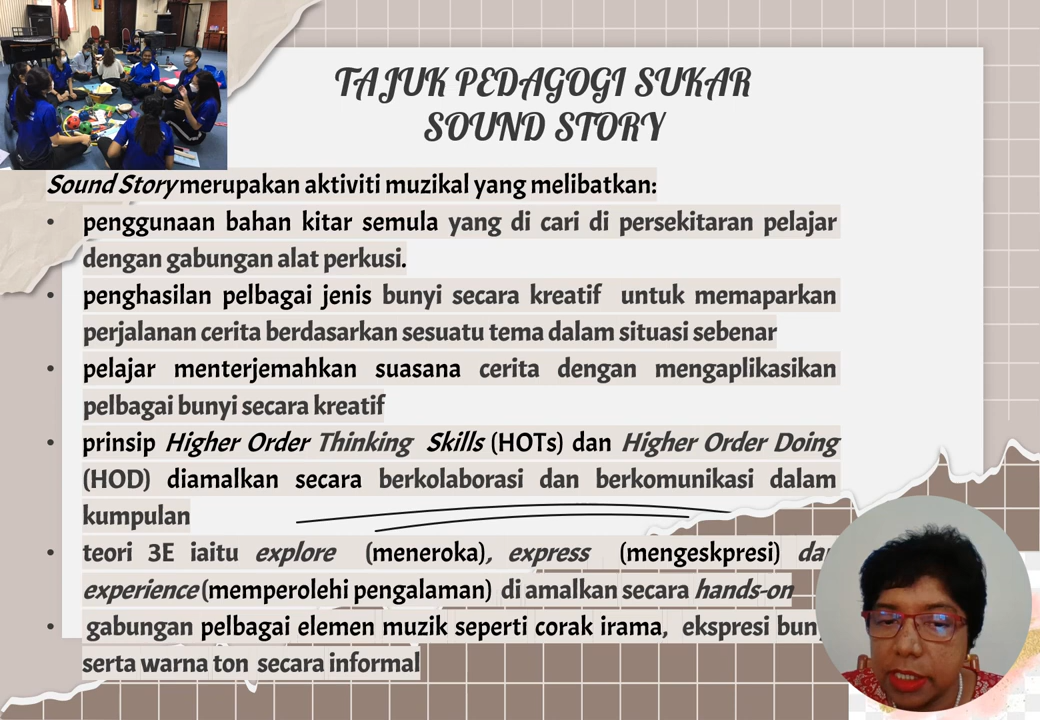 TAJUK PEDAGOGI SUKAR
SOUND STORY
Sound Story merupakan aktiviti muzikal yang melibatkan:
• penggunaan bahan kitar semula yang di cari di persekitaran pelajar
dengan gabungan alat perkusi.
• penghasilan pelbagai jenis bunyi secara kreatif untuk memaparkan
perjalanan cerita berdasarkan sesuatu tema dalam situasi sebenar
• pelajar menterjemahkan suasana cerita dengan mengaplikasikan
pelbagai bunyi secara kreatif
• prinsip Higher Order Thinking Skills (HOTs) dan Higher Order Doing
(HOD) diamalkan secara berkolaborasi dan berkomunikasi dalam
kumpulan
• teori 3E iaitu explore (meneroka), express (mengeskpresi)
experience (memperolehi pengalaman) di amalkan secara hands-on
• gabungan pelbagai elemen muzik seperti corak irama, ekspresi
serta warna ton secara informal